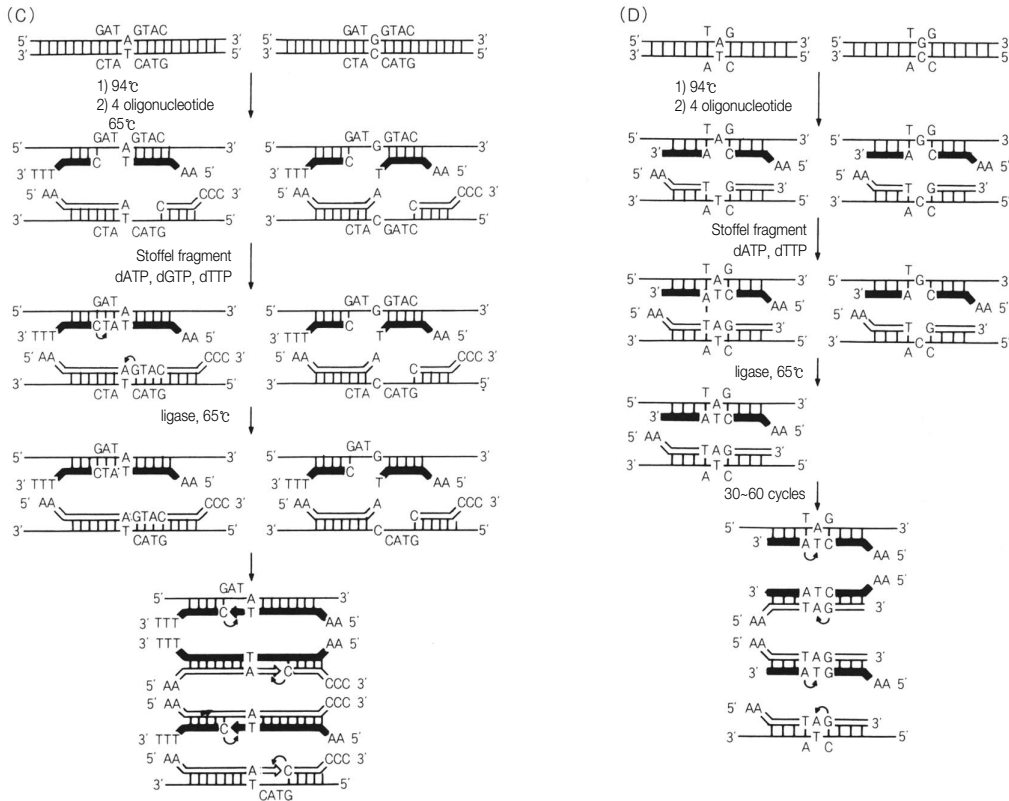 (C)
GAT A GTAC GAT G GTAC
5′ 3′ 5′ 3′
5′ T 3′ 5′ C 3′
CTA CATG CTA CATG
1) 94℃
2) 4 oligonucleotide
65℃
GAT A GTAC GAT G GTAC
5′ 3′ 5′ 3′
C T C T
3′ TTT AA 5′ 3′ TTT AA 5′
5′ AA CCC 3′ 5′ AA CCC 3′
A C A C
3′ T 5′ 3′ C 5′
CTA CATG CTA CGATC
Stoffel fragment
dATP, dGTP, dTTP
GAT A GAT G GTAC
5′ 3′ 5′ 3′
CTAT C T
3′ TTT AA 5′ 3′ TTT AA 5′
5′ AA CCC 3′ 5′ AA CCC 3′
AGTAC A C
3′ T 5′ 3′ C 5′
CTA CATG CTA CATG
ligase, 65℃
GAT A GAT G
5′ 3′ 5′ 3′
CTA T C T
3′ TTT AA 5′ 3′ TTT AA 5′
5′ AA CCC 3′ 5′ AA CCC 3′
AGTAC A C
3′ T 5′ 3′ C 5′
CATG CATG
GAT A
5′ 3′
C T
3′ TTT AA 5′
3′ TTT AA 5′
T
A C
5′ AA CCC 3′
5′ AA CCC 3′
A
C T
3′ TTT AA 5′
5′ AA CCC 3′
A C
3′ T 5′
CATG
(D)
T G T G G
5′ A 3′ 5′ G 3′
5′ T 3′ 5′ C 3′
A C A C
1) 94℃
2) 4 oligonucleotide
T A G T G G
5′ 3′ 5′ 3′
3′ A C 3′ A C
AA 5′ AA 5′
5′ AA 5′ AA
T G 3′ T G 3′
3′ T 5′ 3′ C 5′
A C A C
Stoffel fragment
dATP, dTTP
T G T G
5′ A 3′ 5′ 3′
3′ A T C 3′ A C
AA 5′ AA 5′
5′ AA 5′ AA
TAG 3′ T G 3′
3′ T 5′ 3′ C 5′
A C A C
ligase, 65℃
T G
5′ A 3′
3′ ATC
AA 5′
5′ AA
TAG 3′
3′ T 5′
A C
30~60 cycles
T G
5′ A 3′
3′ A T C
AA 5′
AA 5′
3′ ATC
TAG 3′
5′ AA
5′ AA
TAG 3′
3′ ATG
AA 5′
5′ AA
TAG 3′
3′ T 5′
A C